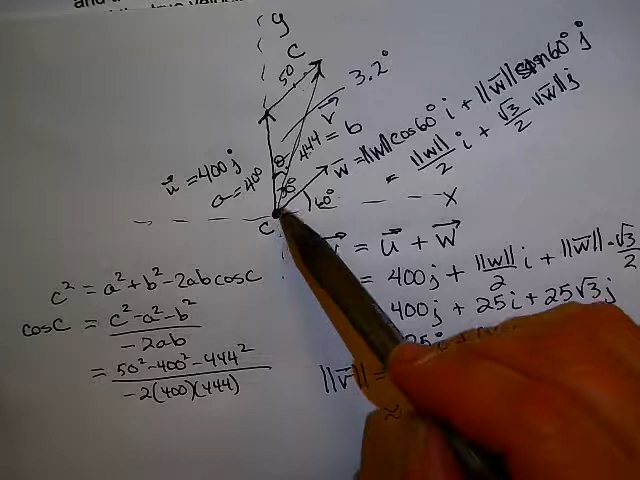 y
C
50
3.2°
v
444 = b
θ
u = 400j
a = 400
30°
60°
w = ||w||cos60° i + ||w||sin60° j
= ||w||/2 i + √3/2 ||w||j
X
C
= u + w
c² = a² + b² - 2ab cosC
= 400j + ||w||/2 i + ||w||·√3/2
cosC = c² - a² - b² / -2ab
400j + 25i + 25√3 j
= 50² - 400² - 444² / -2(400)(444)
||v|| =
≈